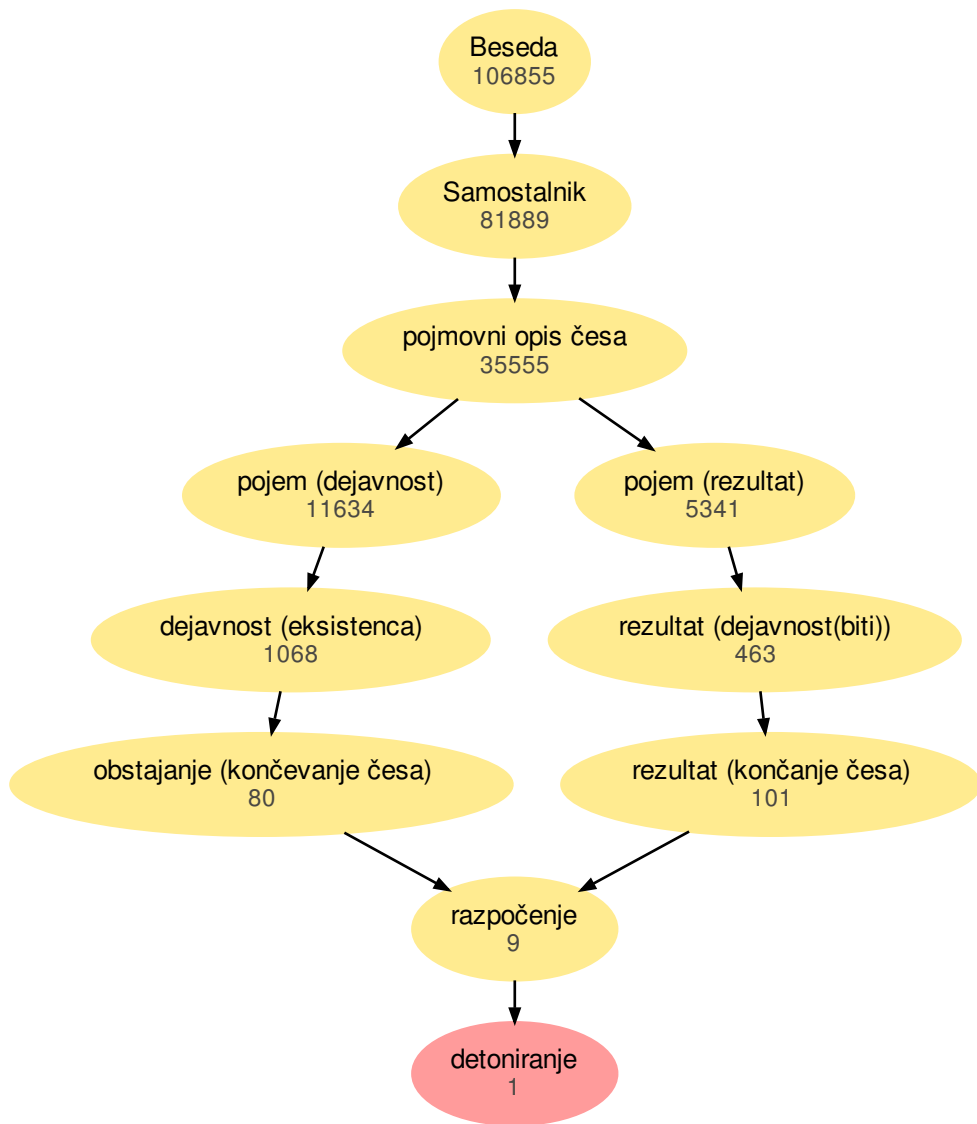 Beseda
106855
Samostalnik
81889
pojmovni opis česa
35555
pojem (dejavnost)
11634
pojem (rezultat)
5341
dejavnost (eksistenca)
1068
rezultat (dejavnost(biti))
463
obstajanje (končevanje česa)
80
rezultat (končanje česa)
101
razpočenje
9
detoniranje
1